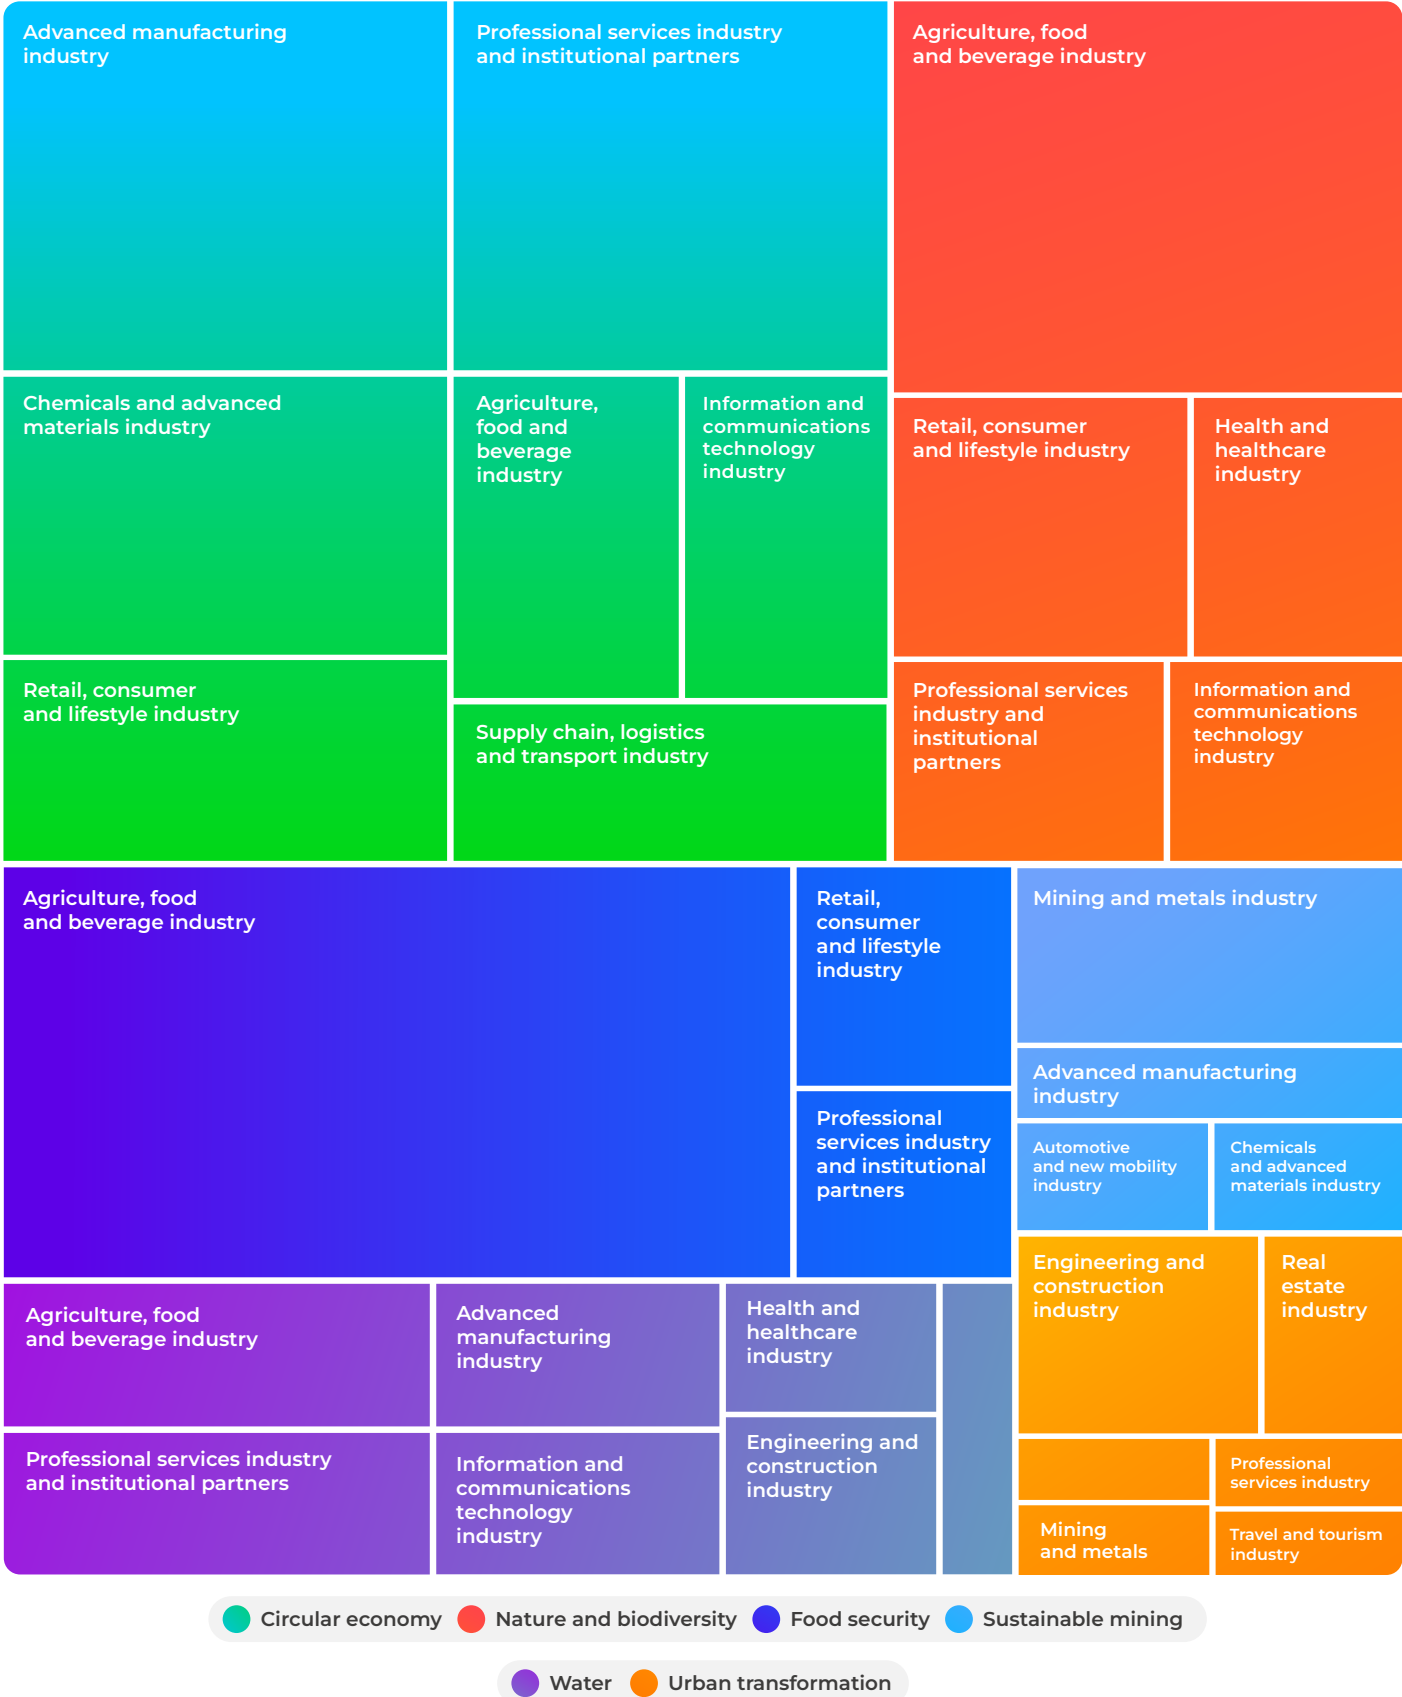 Advanced manufacturing
industry
Professional services industry
and institutional partners
Agriculture, food
and beverage industry
Chemicals and advanced
materials industry
Agriculture,
food and
beverage
industry
Information and
communications
technology
industry
Retail, consumer
and lifestyle industry
Health and
healthcare
industry
Retail, consumer
and lifestyle industry
Supply chain, logistics
and transport industry
Professional services
industry and
institutional
partners
Information and
communications
technology
industry
Agriculture, food
and beverage industry
Retail,
consumer
and lifestyle
industry
Professional
services industry
and institutional
partners
Mining and metals industry
Advanced manufacturing
industry
Automotive
and new mobility
industry
Chemicals
and advanced
materials industry
Engineering and
construction
industry
Real
estate
industry
Agriculture, food
and beverage industry
Advanced
manufacturing
industry
Health and
healthcare
industry
Professional services industry
and institutional partners
Information and
communications
technology
industry
Engineering and
construction
industry
Professional
services industry
Mining
and metals
Travel and tourism
industry
Circular economy
Nature and biodiversity
Food security
Sustainable mining
Water
Urban transformation